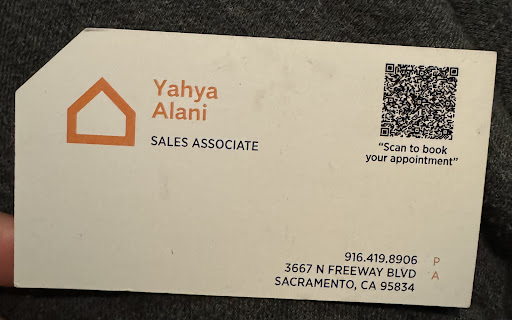 Yahya
Alani
SALES ASSOCIATE
"Scan to book
your appointment"
916.419.8906 P
3667 N FREEWAY BLVD A
SACRAMENTO, CA 95834